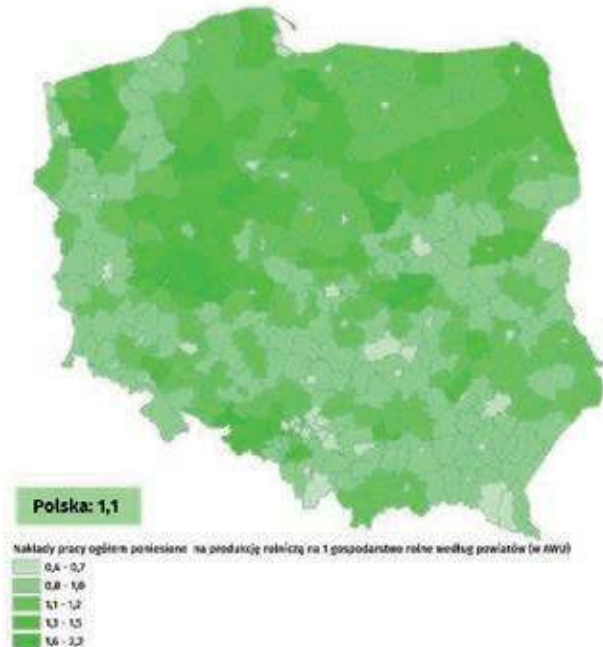 Polska: 1,1
Nakłady pracy ogółem poniesione na produkcję rolniczą na 1 gospodarstwo rolne według powiatów (w AWU)
0,4 - 0,7
0,8 - 1,0
1,1 - 1,2
1,3 - 1,5
1,6 - 2,2